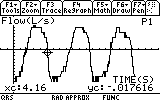 F1▾ F2▾ F3 F4 F5▾ F6▾ F7▾
Tools Zoom Trace Regraph Math Draw Pen
Flow(L/s) P1
TIME(S)
xc:4.16 yc:-.017616
QRS RAD APPROX FUNC